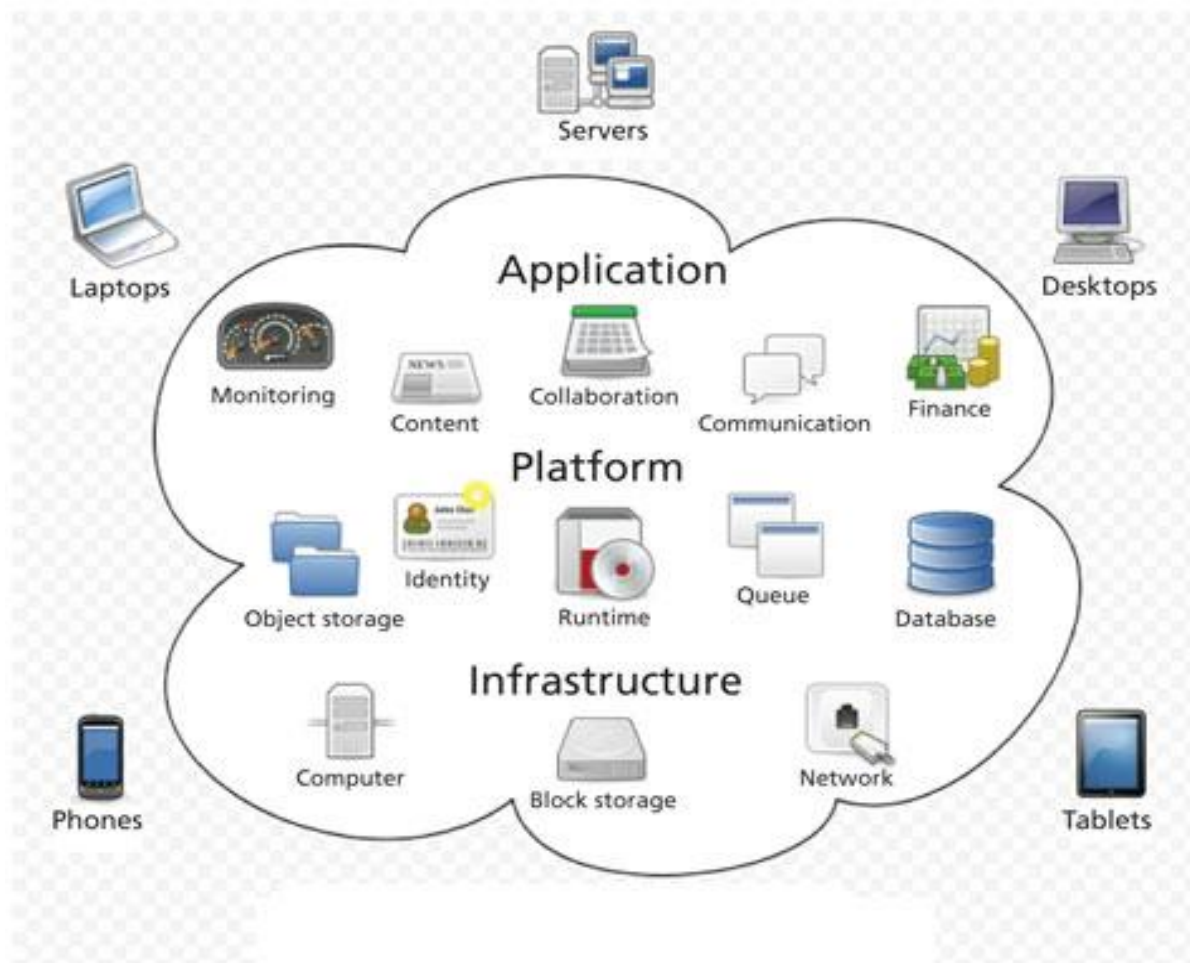 Servers
Laptops
Desktops
Application
Monitoring
Content
NEWS
Collaboration
Communication
Finance
Platform
Object storage
Identity
Runtime
Queue
Database
Infrastructure
Computer
Block storage
Network
Phones
Tablets